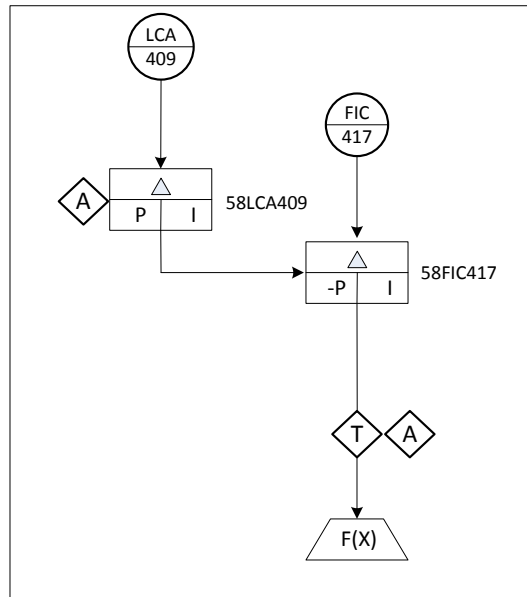 LCA
409
FIC
417
A
P I
58LCA409
-P I
58FIC417
T A
F(X)